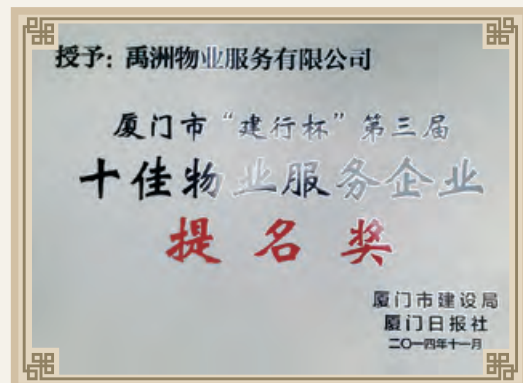 授予：禹洲物业服务有限公司
厦门市“建行杯”第三届
十佳物业服务企业
提名奖
厦门市建设局
厦门日报社
二〇一四年十一月